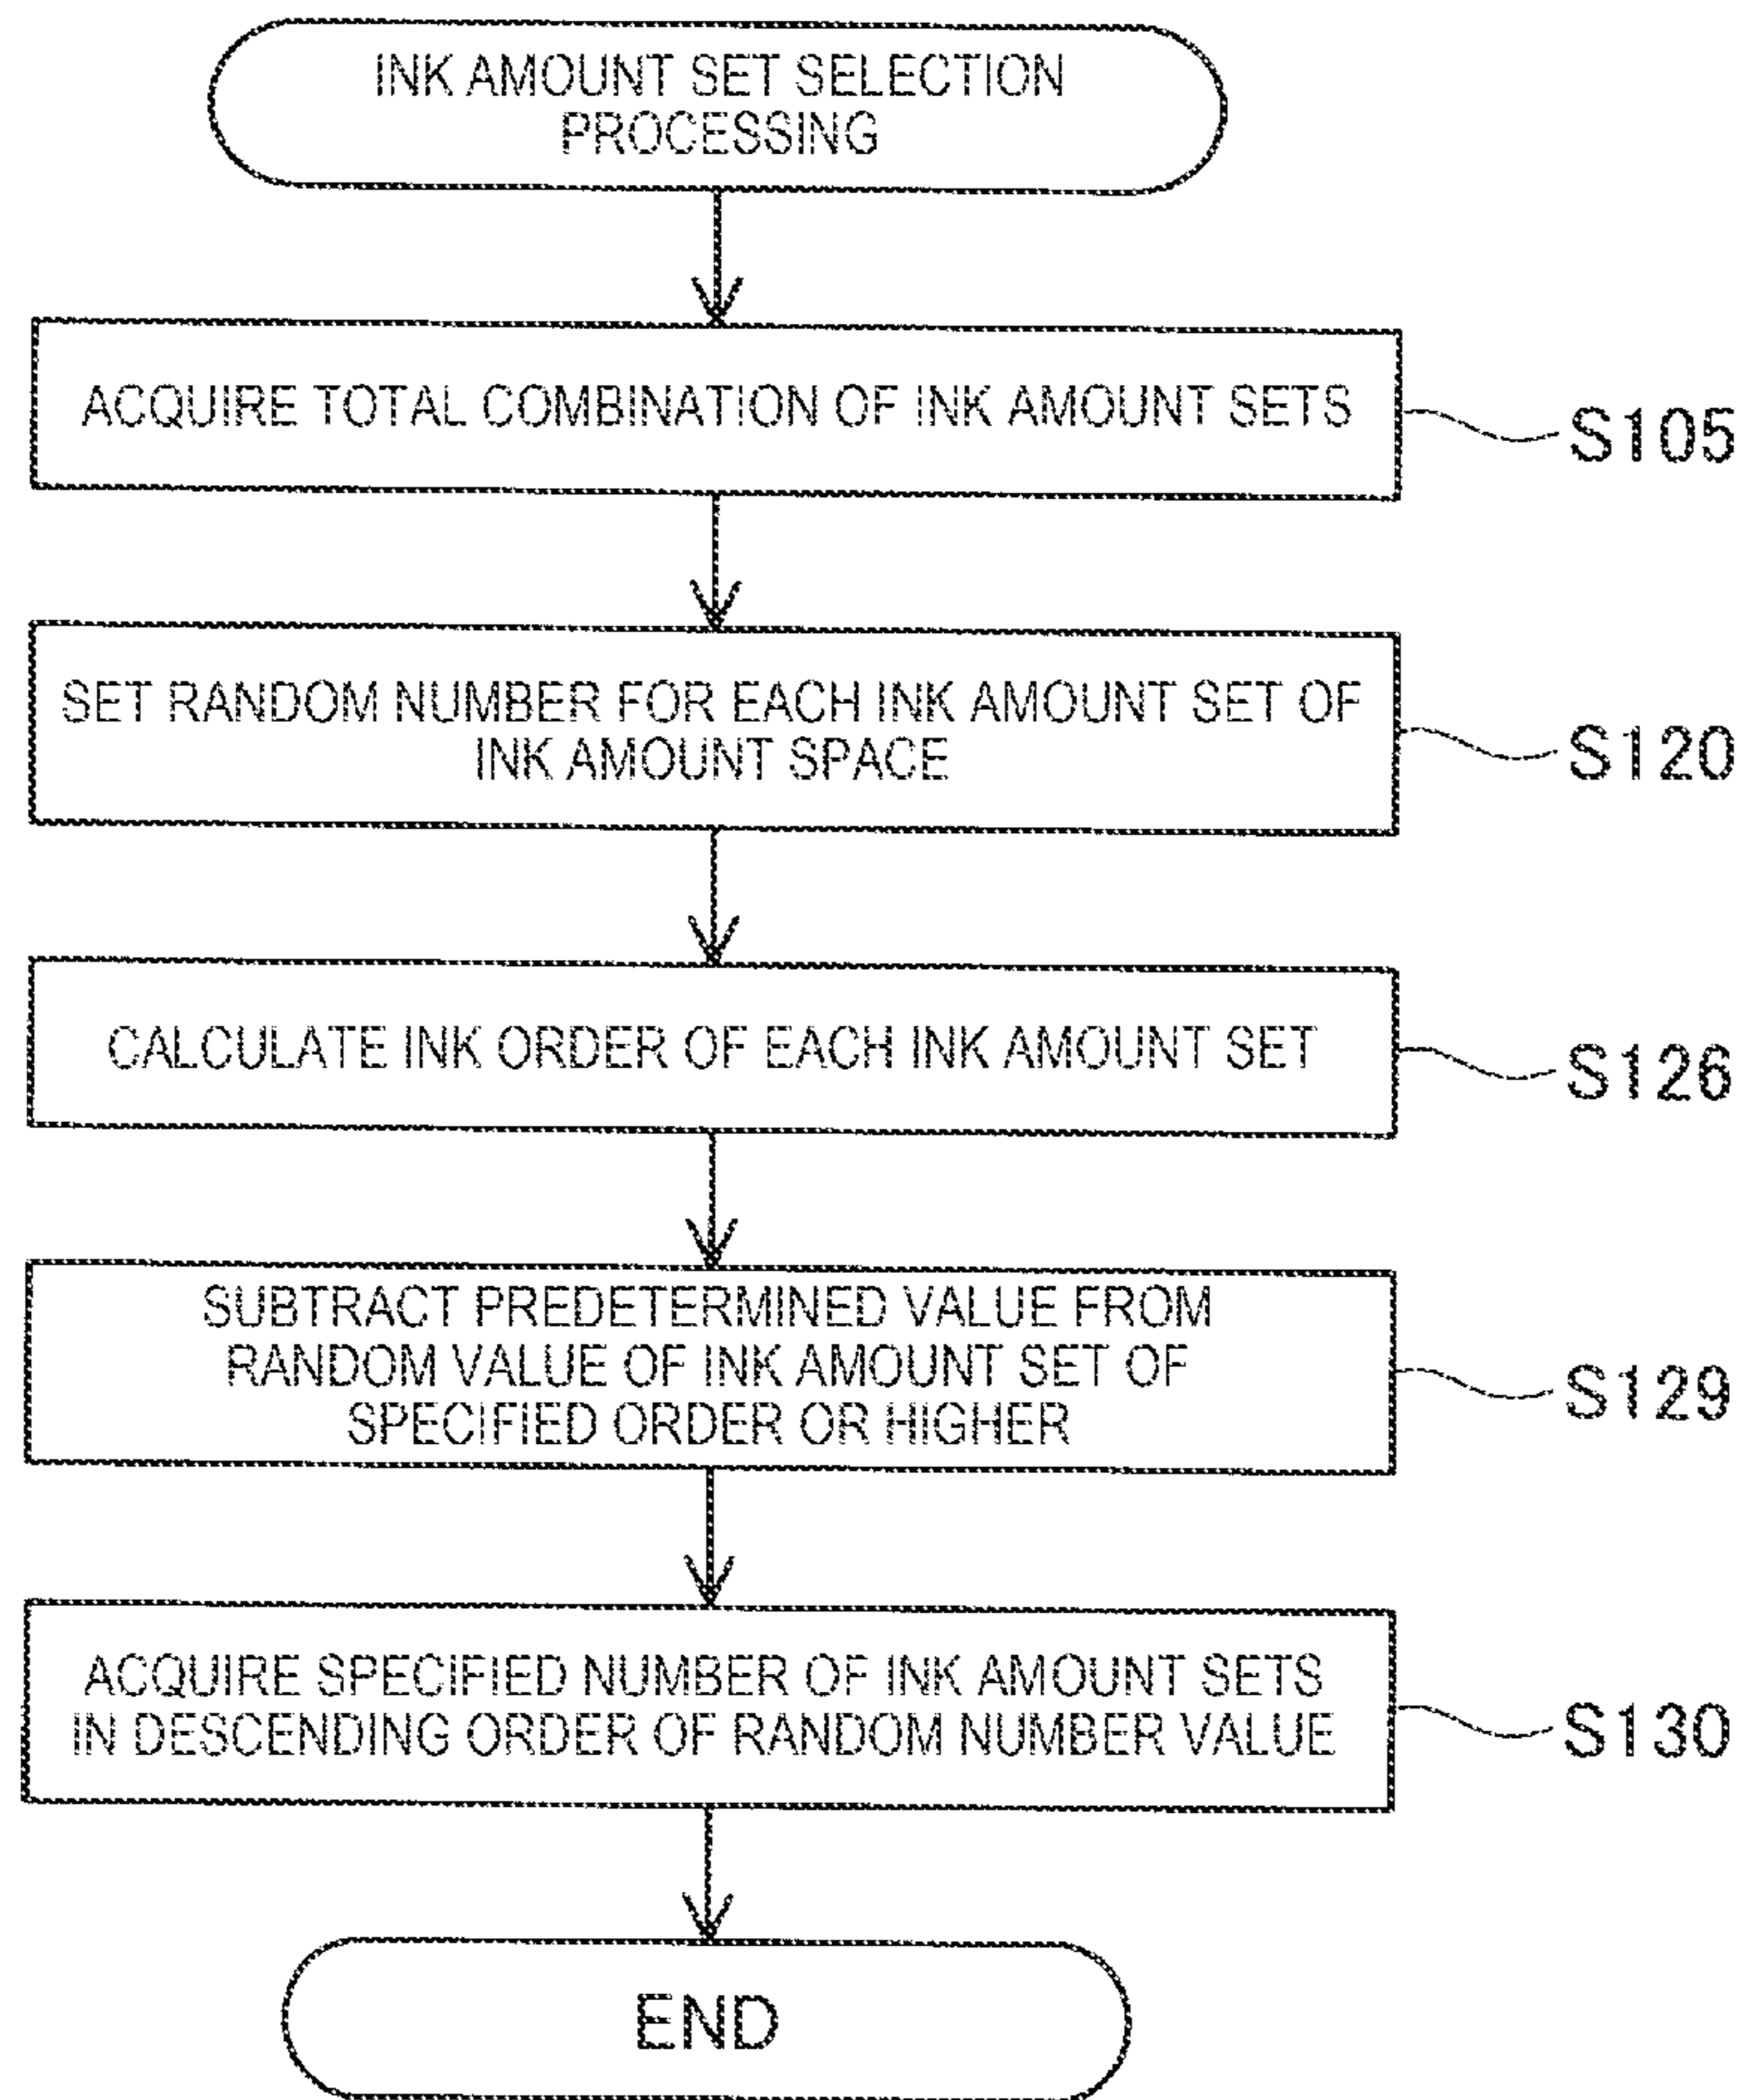 INK AMOUNT SET SELECTION
PROCESSING
ACQUIRE TOTAL COMBINATION OF INK AMOUNT SETS
S105
SET RANDOM NUMBER FOR EACH INK AMOUNT SET OF
INK AMOUNT SPACE
S120
CALCULATE INK ORDER OF EACH INK AMOUNT SET
S126
SUBTRACT PREDETERMINED VALUE FROM
RANDOM VALUE OF INK AMOUNT SET OF
SPECIFIED ORDER OR HIGHER
S129
ACQUIRE SPECIFIED NUMBER OF INK AMOUNT SETS
IN DESCENDING ORDER OF RANDOM NUMBER VALUE
S130
END